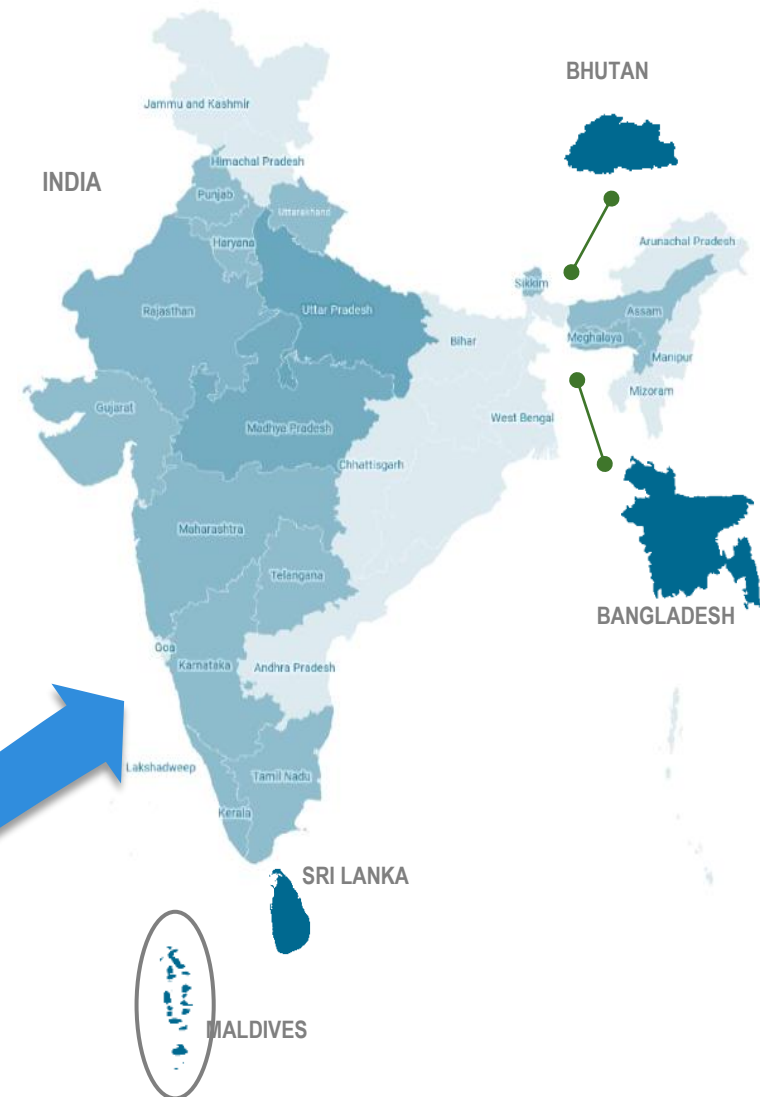 BHUTAN
Jammu and Kashmir
Himachal Pradesh
INDIA
Punjab
Uttarakhand
Haryana
Arunachal Pradesh
Sikkim
Rajasthan
Uttar Pradesh
Assam
Bihar
Meghalaya
Manipur
Mizoram
Gujarat
West Bengal
Madhya Pradesh
Chhattisgarh
Maharashtra
Telangana
BANGLADESH
Goa
Karnataka
Andhra Pradesh
Lakshadweep
Tamil Nadu
Kerala
SRI LANKA
MALDIVES